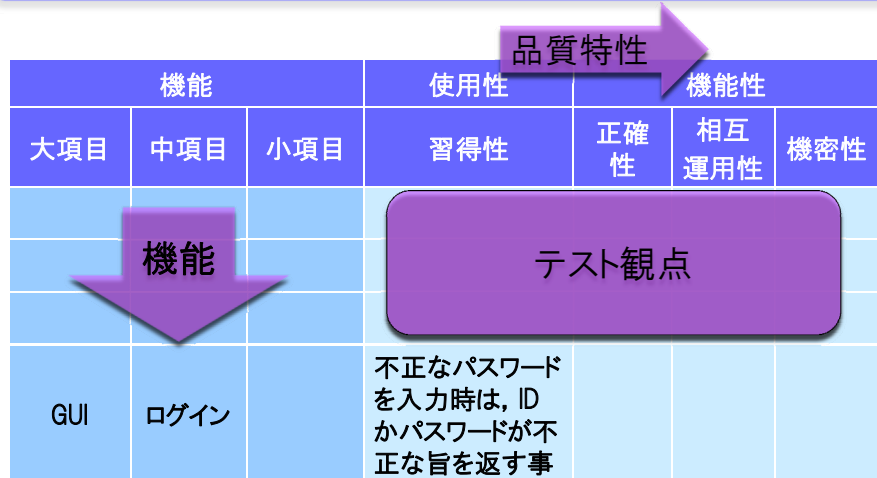 品質特性
機能 使用性 機能性
大項目 中項目 小項目 習得性 正確性 相互運用性 機密性
機能
テスト観点
GUI ログイン
不正なパスワード
を入力時は, ID
かパスワードが不
正な旨を返す事